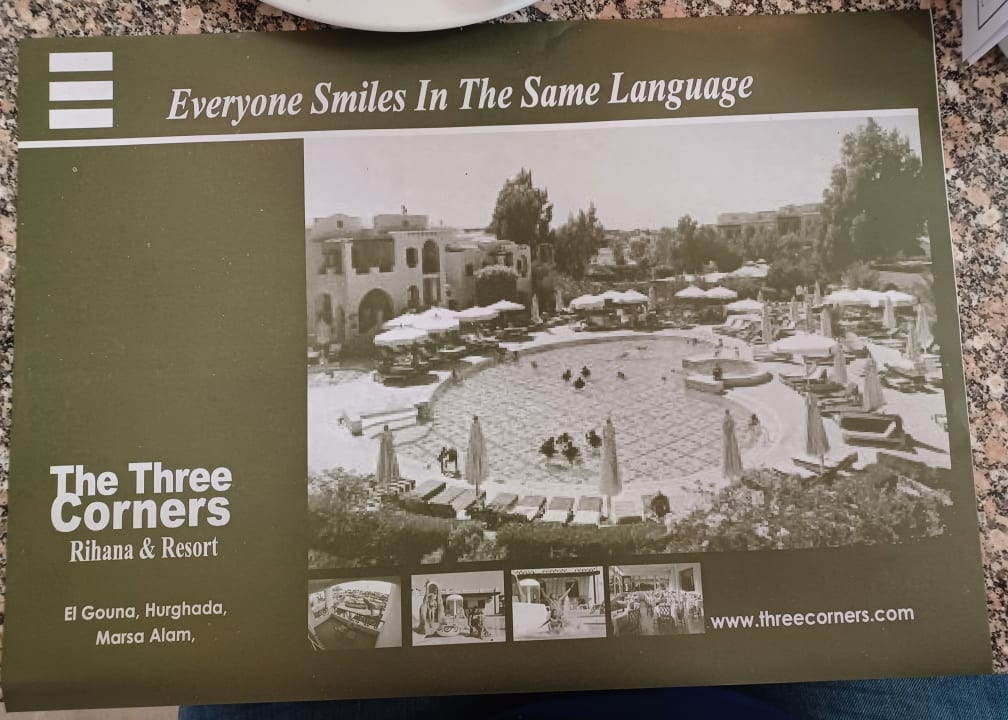 Everyone Smiles In The Same Language
The Three
Corners
Rihana & Resort
El Gouna, Hurghada,
Marsa Alam,
www.threecorners.com